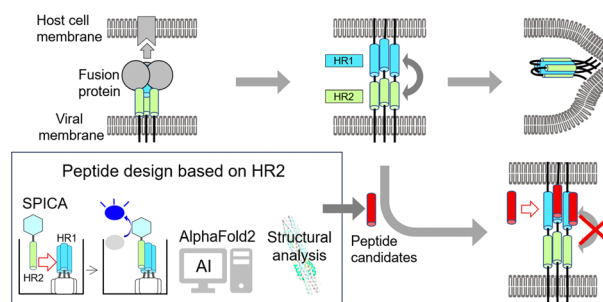 Host cell
membrane
Fusion
protein
Viral
membrane
HR1
HR2
Peptide design based on HR2
SPICA
HR1
HR2
AlphaFold2
AI
Structural
analysis
Peptide
candidates